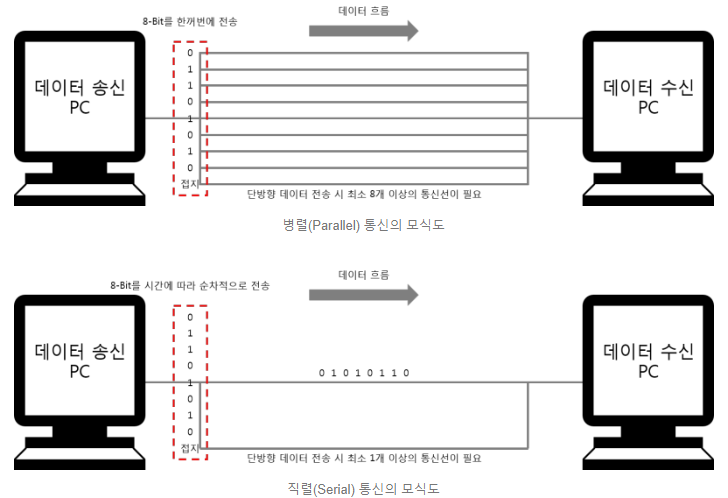 데이터 흐름
8-Bit를 한꺼번에 전송
데이터 송신
PC
0
1
1
0
1
0
1
0
접지
데이터 수신
PC
단방향 데이터 전송 시 최소 8개 이상의 통신선이 필요
병렬(Parallel) 통신의 모식도
데이터 흐름
8-Bit를 시간에 따라 순차적으로 전송
데이터 송신
PC
0
1
1
0
1
0
1
0
접지
0 1 0 1 0 1 1 0
데이터 수신
PC
단방향 데이터 전송 시 최소 1개 이상의 통신선이 필요
직렬(Serial) 통신의 모식도